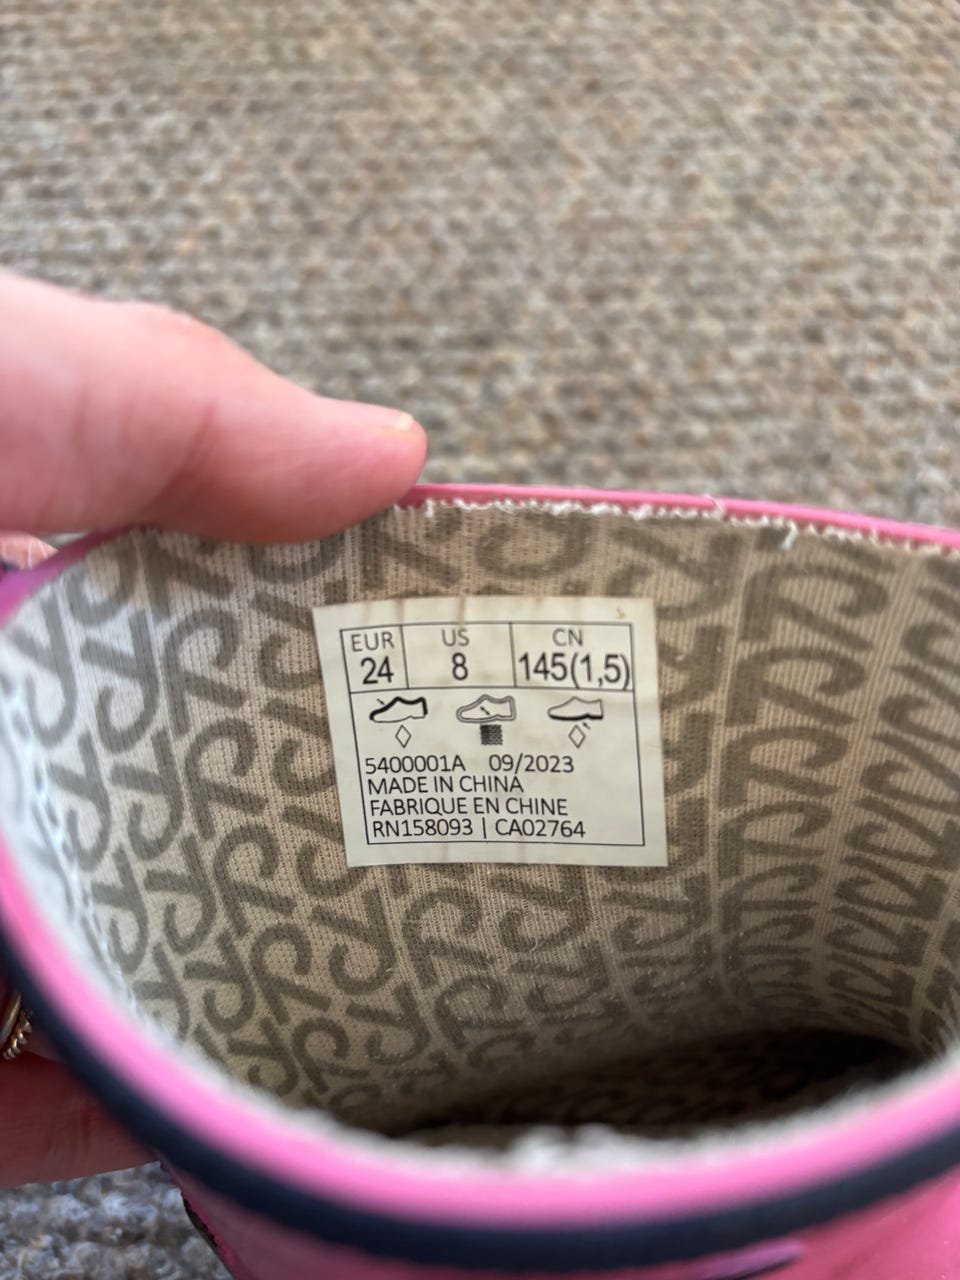 EUR US CN
24 8 145(1,5)
5400001A 09/2023
MADE IN CHINA
FABRIQUE EN CHINE
RN158093 | CA02764